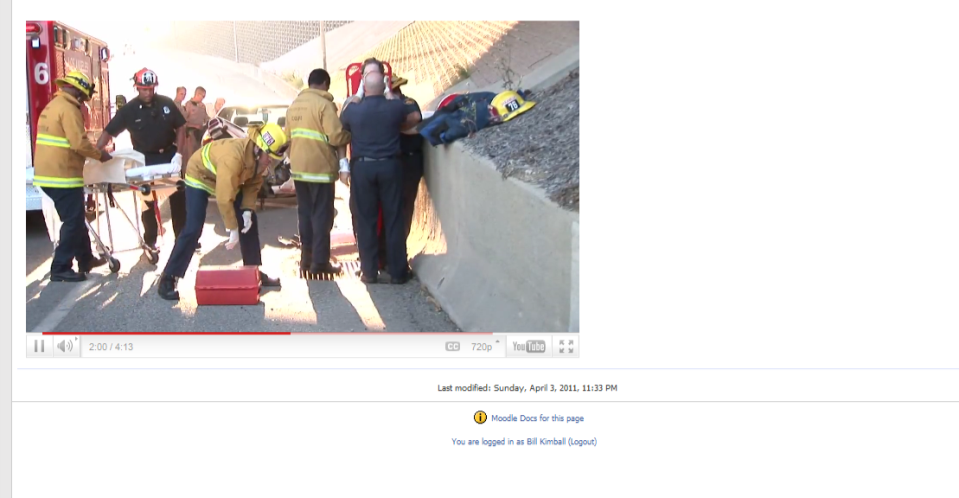 6
2:00 / 4:13
CC
720p
YouTube
Last modified: Sunday, April 3, 2011, 11:33 PM
i
Moodle Docs for this page
You are logged in as Bill Kimball (Logout)